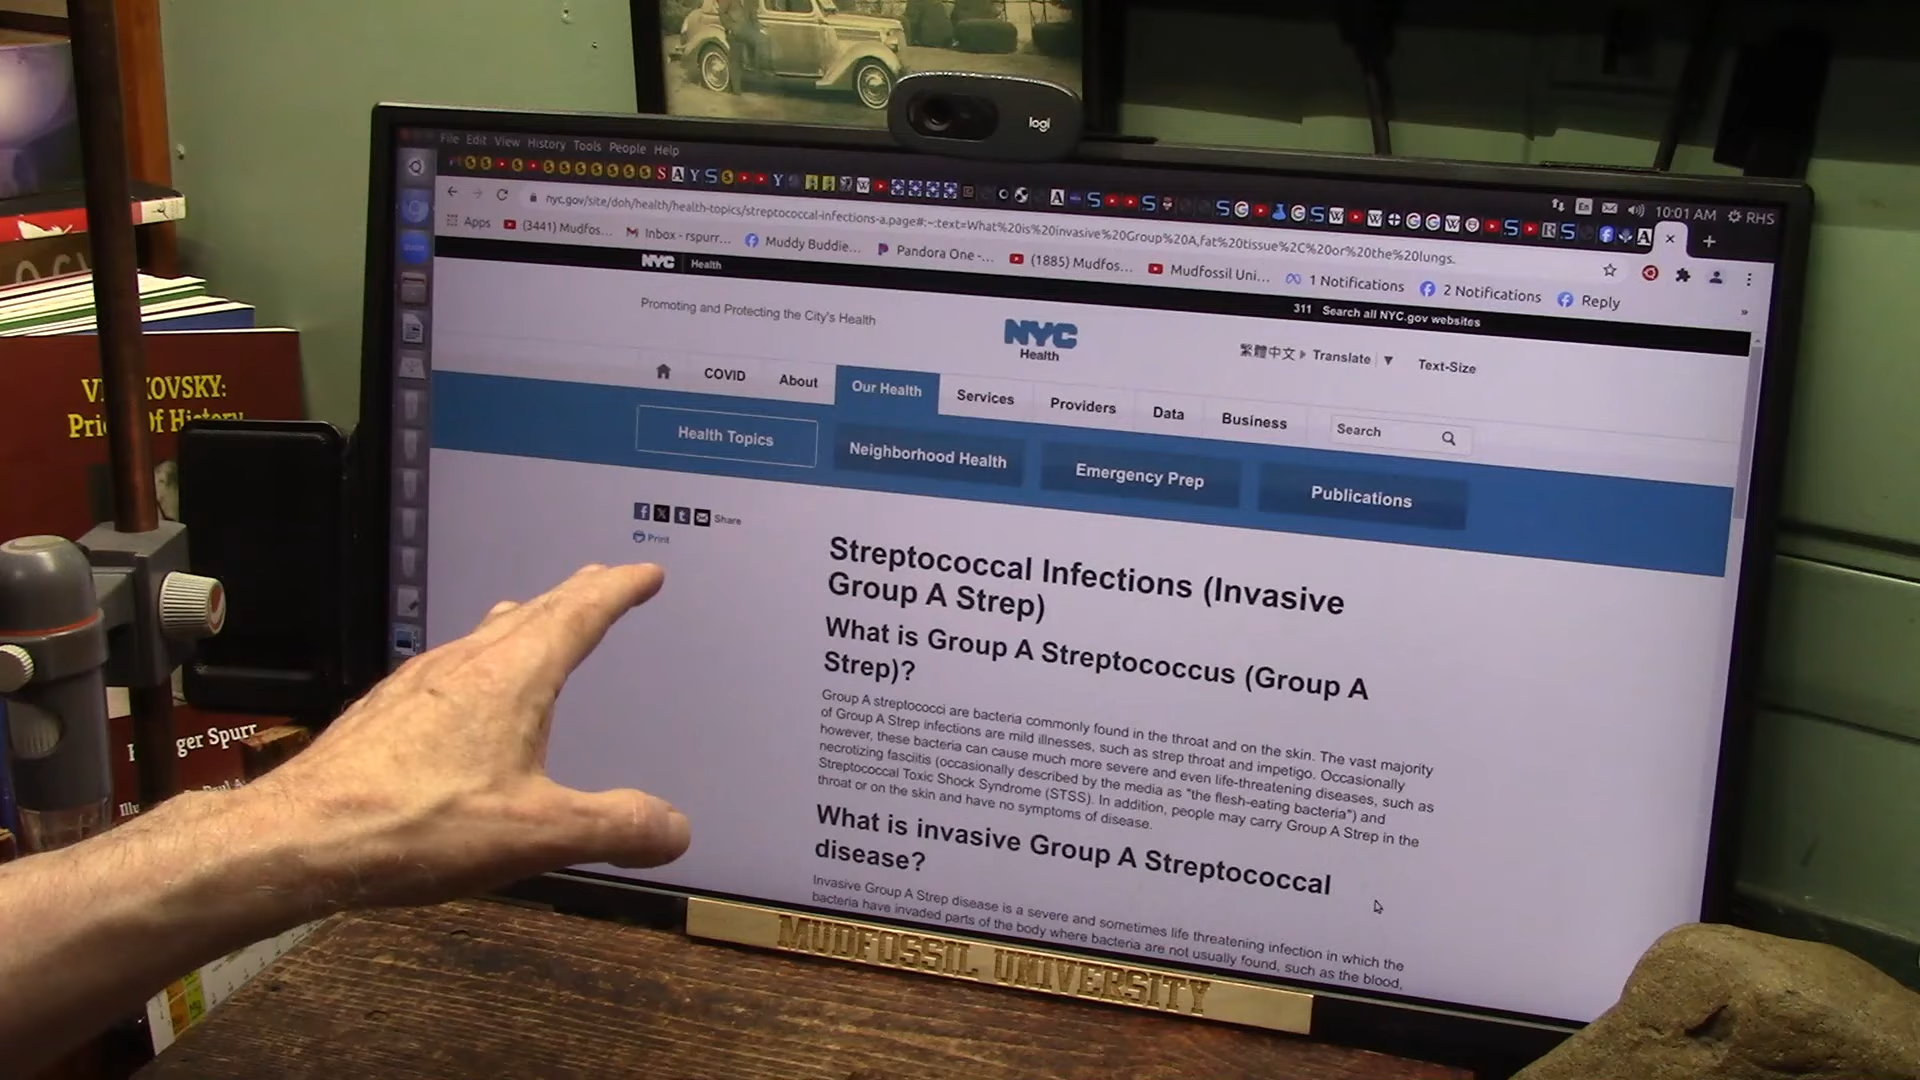 logi
File Edit View History Tools People Help
10:01 AM RHS
nyc.gov/site/doh/health/health-topics/streptococcal-infections-a.page#:~:text=What%20is%20invasive%20Group%20A,fat%20tissue%2C%20or%20the%20lungs.
Apps (3441) Mudfos... Inbox - rspurr... Muddy Buddie... Pandora One -... (1885) Mudfos... Mudfossil Uni... 1 Notifications 2 Notifications Reply
NYC Health
311 Search all NYC.gov websites
Promoting and Protecting the City's Health
NYC
Health
繁體中文 Translate Text-Size
COVID About Our Health Services Providers Data Business Search
Health Topics Neighborhood Health Emergency Prep Publications
Share
Print
Streptococcal Infections (Invasive
Group A Strep)
What is Group A Streptococcus (Group A
Strep)?
Group A streptococci are bacteria commonly found in the throat and on the skin. The vast majority
of Group A Strep infections are mild illnesses, such as strep throat and impetigo. Occasionally
however, these bacteria can cause much more severe and even life-threatening diseases, such as
necrotizing fasciitis (occasionally described by the media as "the flesh-eating bacteria") and
Streptococcal Toxic Shock Syndrome (STSS). In addition, people may carry Group A Strep in the
throat or on the skin and have no symptoms of disease.
What is invasive Group A Streptococcal
disease?
Invasive Group A Strep disease is a severe and sometimes life threatening infection in which the
bacteria have invaded parts of the body where bacteria are not usually found, such as the blood,
MUDFOSSIL UNIVERSITY
KOVSKY:
Of History
ger Spurr